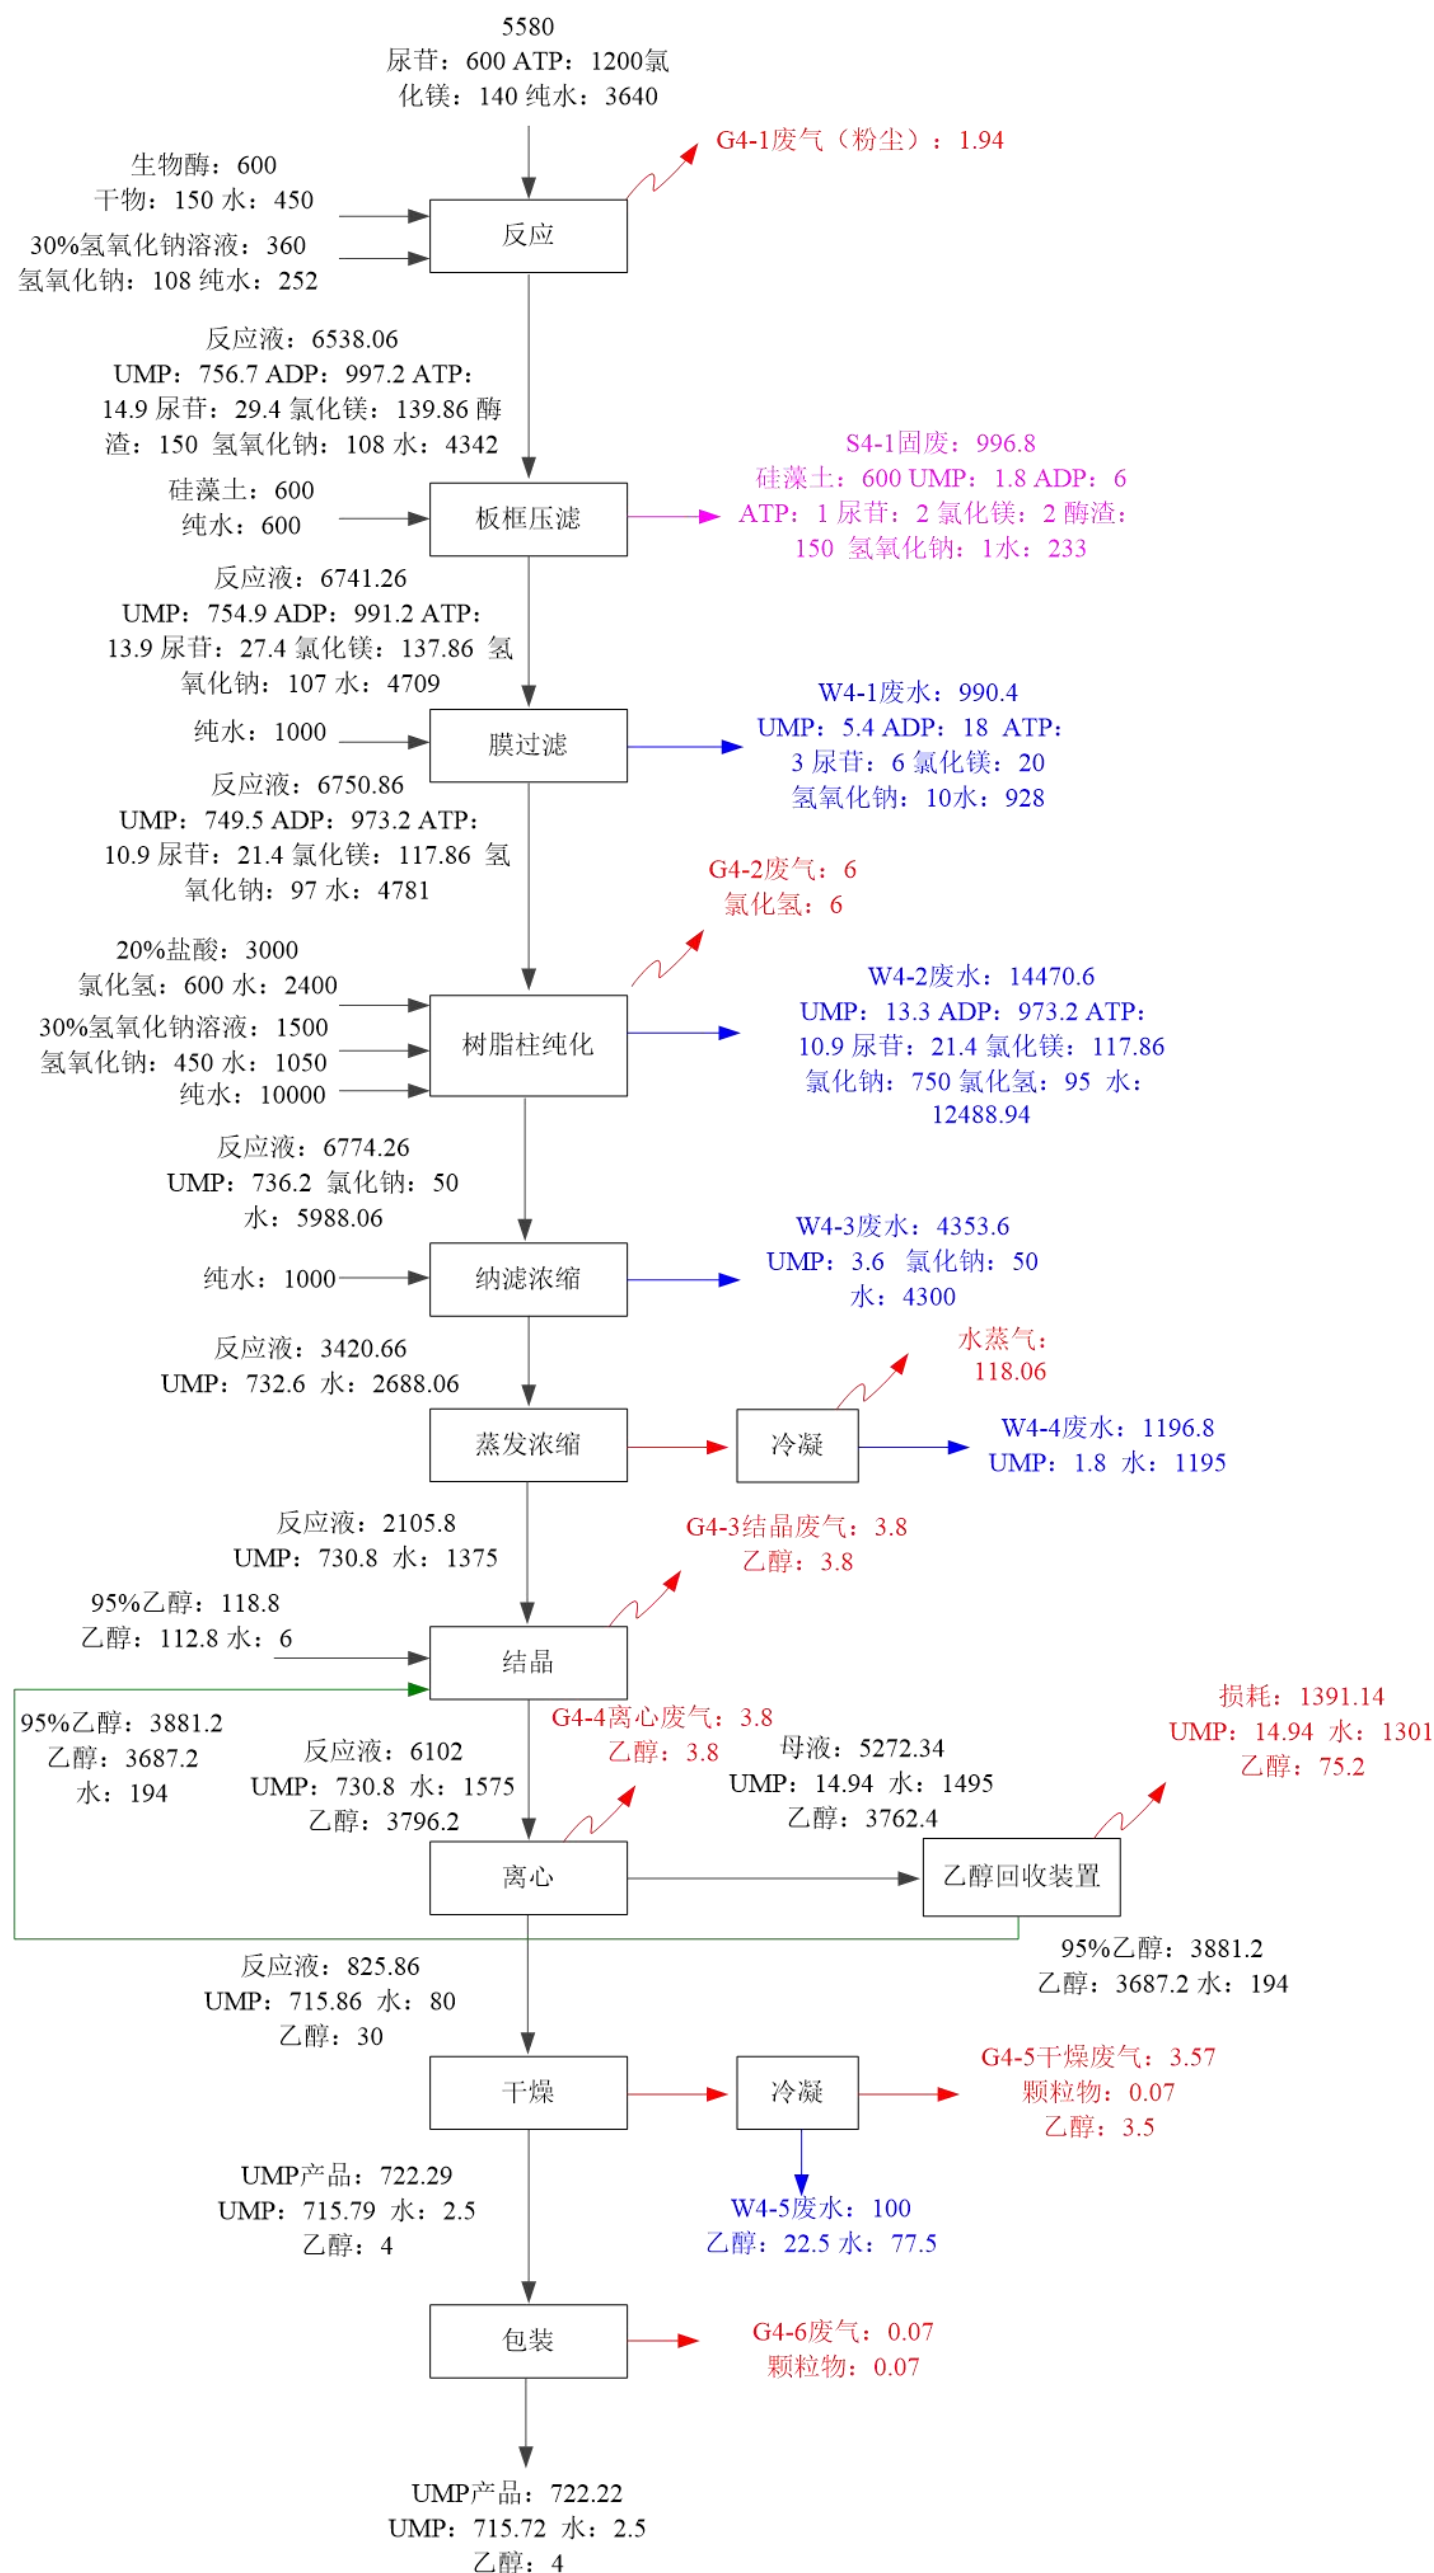 5580
尿苷：600 ATP：1200氯
化镁：140 纯水：3640
G4-1废气（粉尘）：1.94
生物酶：600
干物：150 水：450
30%氢氧化钠溶液：360
氢氧化钠：108 纯水：252
反应
反应液：6538.06
UMP：756.7 ADP：997.2 ATP：
14.9 尿苷：29.4 氯化镁：139.86 酶
渣：150 氢氧化钠：108 水：4342
S4-1固废：996.8
硅藻土：600 UMP：1.8 ADP：6
ATP：1 尿苷：2 氯化镁：2 酶渣：
150 氢氧化钠：1水：233
硅藻土：600
纯水：600
板框压滤
反应液：6741.26
UMP：754.9 ADP：991.2 ATP：
13.9 尿苷：27.4 氯化镁：137.86 氢
氧化钠：107 水：4709
W4-1废水：990.4
UMP：5.4 ADP：18 ATP：
3 尿苷：6 氯化镁：20
氢氧化钠：10水：928
纯水：1000
膜过滤
反应液：6750.86
UMP：749.5 ADP：973.2 ATP：
10.9 尿苷：21.4 氯化镁：117.86 氢
氧化钠：97 水：4781
G4-2废气：6
氯化氢：6
20%盐酸：3000
氯化氢：600 水：2400
30%氢氧化钠溶液：1500
氢氧化钠：450 水：1050
纯水：10000
树脂柱纯化
W4-2废水：14470.6
UMP：13.3 ADP：973.2 ATP：
10.9 尿苷：21.4 氯化镁：117.86
氯化钠：750 氯化氢：95 水：
12488.94
反应液：6774.26
UMP：736.2 氯化钠：50
水：5988.06
W4-3废水：4353.6
UMP：3.6 氯化钠：50
水：4300
纯水：1000
纳滤浓缩
反应液：3420.66
UMP：732.6 水：2688.06
水蒸气：
118.06
蒸发浓缩
冷凝
W4-4废水：1196.8
UMP：1.8 水：1195
反应液：2105.8
UMP：730.8 水：1375
G4-3结晶废气：3.8
乙醇：3.8
95%乙醇：118.8
乙醇：112.8 水：6
结晶
95%乙醇：3881.2
乙醇：3687.2
水：194
反应液：6102
UMP：730.8 水：1575
乙醇：3796.2
G4-4离心废气：3.8
乙醇：3.8
母液：5272.34
UMP：14.94 水：1495
乙醇：3762.4
损耗：1391.14
UMP：14.94 水：1301
乙醇：75.2
离心
乙醇回收装置
95%乙醇：3881.2
乙醇：3687.2 水：194
反应液：825.86
UMP：715.86 水：80
乙醇：30
干燥
冷凝
G4-5干燥废气：3.57
颗粒物：0.07
乙醇：3.5
W4-5废水：100
乙醇：22.5 水：77.5
UMP产品：722.29
UMP：715.79 水：2.5
乙醇：4
包装
G4-6废气：0.07
颗粒物：0.07
UMP产品：722.22
UMP：715.72 水：2.5
乙醇：4